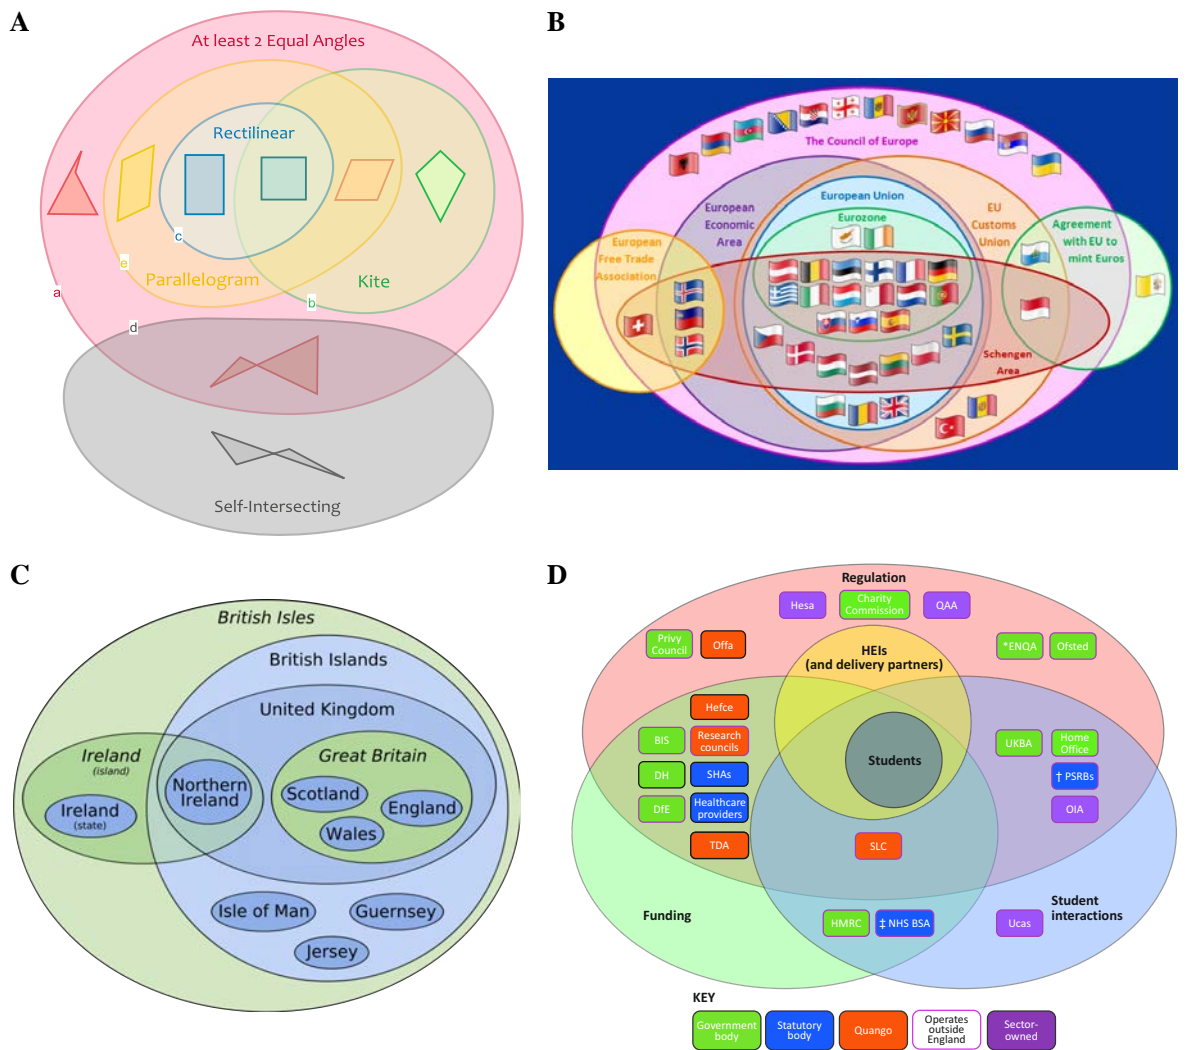 A
At least 2 Equal Angles
Rectilinear
c
e
Parallelogram
Kite
a
b
d
Self-Intersecting
B
The Council of Europe
European Union
European
Economic
Area
Eurozone
EU
Customs
Union
Agreement
with EU to
mint Euros
European
Free Trade
Association
Schengen
Area
C
British Isles
British Islands
United Kingdom
Ireland
(island)
Great Britain
Northern
Ireland
Scotland
England
Wales
Ireland
(state)
Isle of Man
Guernsey
Jersey
D
Regulation
Hesa
Charity
Commission
QAA
Privy
Council
Offa
HEIs
(and delivery partners)
*ENQA
Ofsted
Hefce
BIS
Research
councils
UKBA
Home
Office
DH
SHAs
Students
† PSRBs
DfE
Healthcare
providers
OIA
TDA
SLC
Funding
HMRC
‡ NHS BSA
Ucas
Student
interactions
KEY
Government
body
Statutory
body
Quango
Operates
outside
England
Sector-
owned